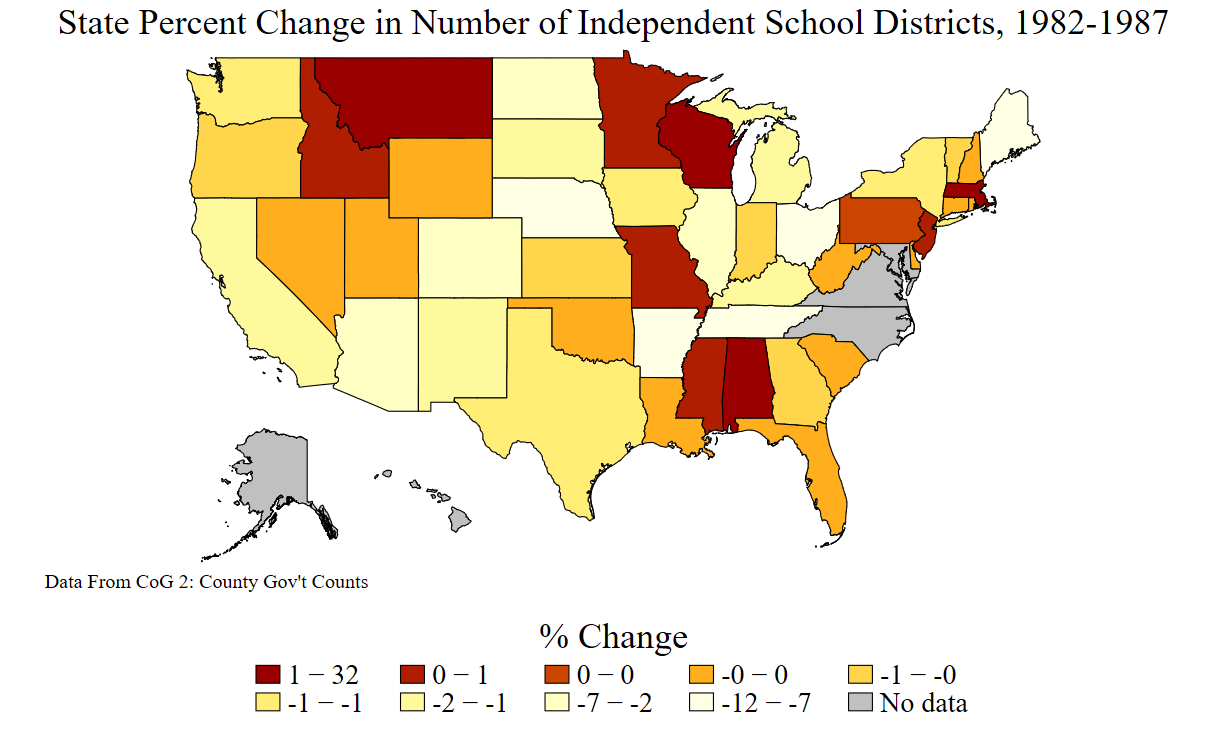 State Percent Change in Number of Independent School Districts, 1982-1987
Data From CoG 2: County Gov't Counts
% Change
1 − 32 0 − 1 0 − 0 -0 − 0 -1 − -0
-1 − -1 -2 − -1 -7 − -2 -12 − -7 No data